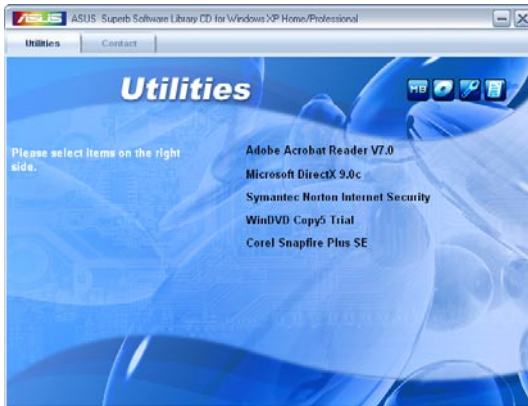 ASUS ASUS Superb Software Library CD for Windows XP Home/Professional
Utilities Contact
Utilities
MB
Please select items on the right
side.
Adobe Acrobat Reader V7.0
Microsoft DirectX 9.0c
Symantec Norton Internet Security
WinDVD Copy5 Trial
Corel Snapfire Plus SE